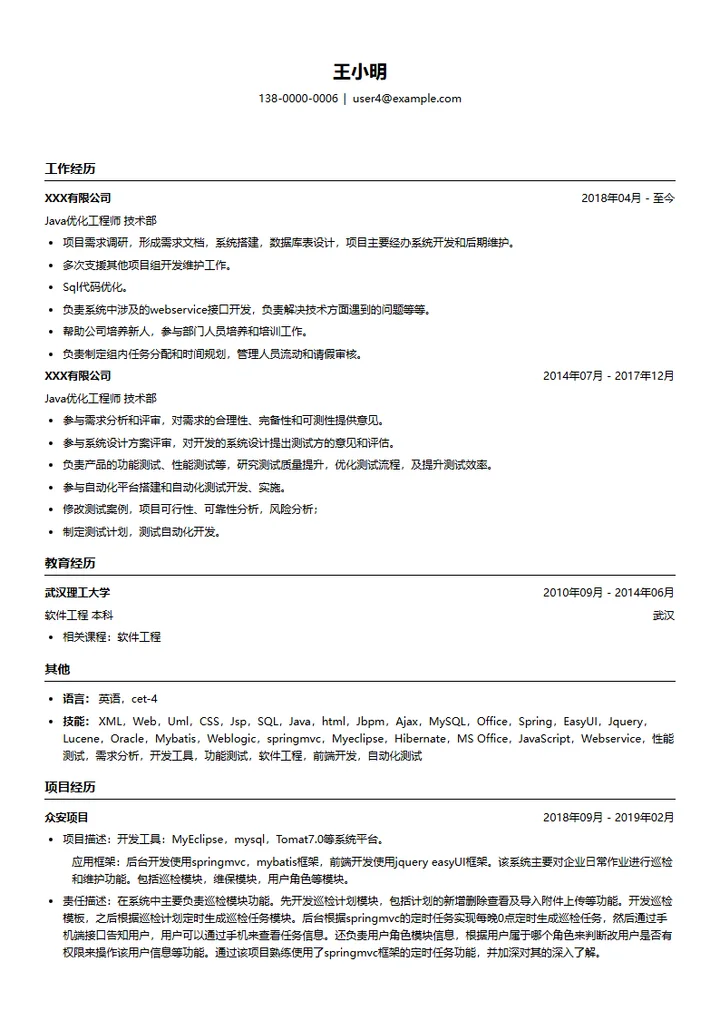 王小明
138-0000-0006 | user4@example.com
工作经历
XXX有限公司 2018年04月 - 至今
Java优化工程师 技术部
• 项目需求调研，形成需求文档，系统搭建，数据库表设计，项目主要经办系统开发和后期维护。
• 多次支援其他项目组开发维护工作。
• Sql代码优化。
• 负责系统中涉及的webservice接口开发，负责解决技术方面遇到的问题等等。
• 帮助公司培养新人，参与部门人员培养和培训工作。
• 负责制定组内任务分配和时间规划，管理人员流动和请假审核。
XXX有限公司 2014年07月 - 2017年12月
Java优化工程师 技术部
• 参与需求分析和评审，对需求的合理性、完备性和可测性提供意见。
• 参与系统设计方案评审，对开发的系统设计提出测试方的意见和评估。
• 负责产品的功能测试、性能测试等，研究测试质量提升，优化测试流程，及提升测试效率。
• 参与自动化平台搭建和自动化测试开发、实施。
• 修改测试案例，项目可行性、可靠性分析，风险分析；
• 制定测试计划，测试自动化开发。
教育经历
武汉理工大学 2010年09月 - 2014年06月
软件工程 本科 武汉
• 相关课程：软件工程
其他
• 语言： 英语，cet-4
• 技能： XML，Web，Uml，CSS，Jsp，SQL，Java，html，Jbpm，Ajax，MySQL，Office，Spring，EasyUI，Jquery，
Lucene，Oracle，Mybatis，Weblogic，springmvc，Myeclipse，Hibernate，MS Office，JavaScript，Webservice，性能
测试，需求分析，开发工具，功能测试，软件工程，前端开发，自动化测试
项目经历
众安项目 2018年09月 - 2019年02月
• 项目描述：开发工具：MyEclipse，mysql，Tomat7.0等系统平台。
应用框架：后台开发使用springmvc，mybatis框架，前端开发使用jquery easyUI框架。该系统主要对企业日常作业进行巡检
和维护功能。包括巡检模块，维保模块，用户角色等模块。
• 责任描述：在系统中主要负责巡检模块功能。先开发巡检计划模块，包括计划的新增删除查看及导入附件上传等功能。开发巡检
模板，之后根据巡检计划定时生成巡检任务模块。后台根据springmvc的定时任务实现每晚0点定时生成巡检任务，然后通过手
机端接口告知用户，用户可以通过手机来查看任务信息。还负责用户角色模块信息，根据用户属于哪个角色来判断改用户是否有
权限来操作该用户信息等功能。通过该项目熟练使用了springmvc框架的定时任务功能，并加深对其的深入了解。